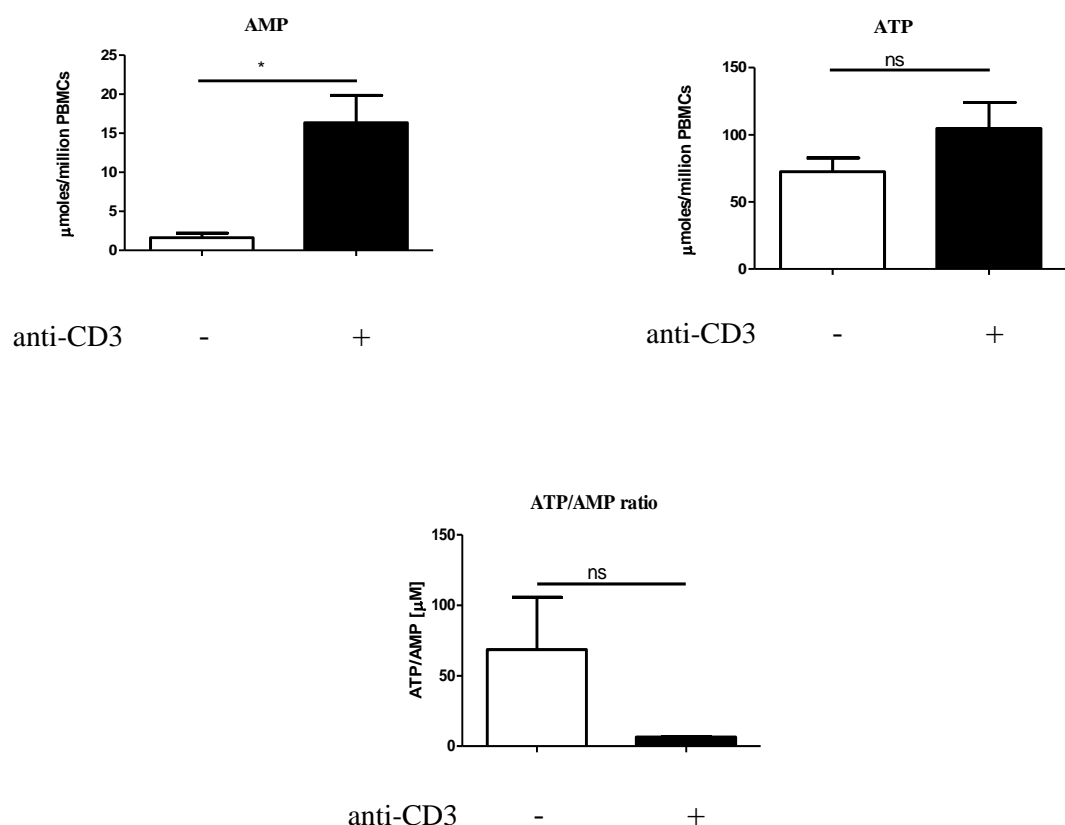 AMP
25
20
15
10
5
0
μmoles/million PBMCs
*
anti-CD3 - +
ATP
150
100
50
0
μmoles/million PBMCs
ns
anti-CD3 - +
ATP/AMP ratio
150
100
50
0
ATP/AMP [μM]
ns
anti-CD3 - +